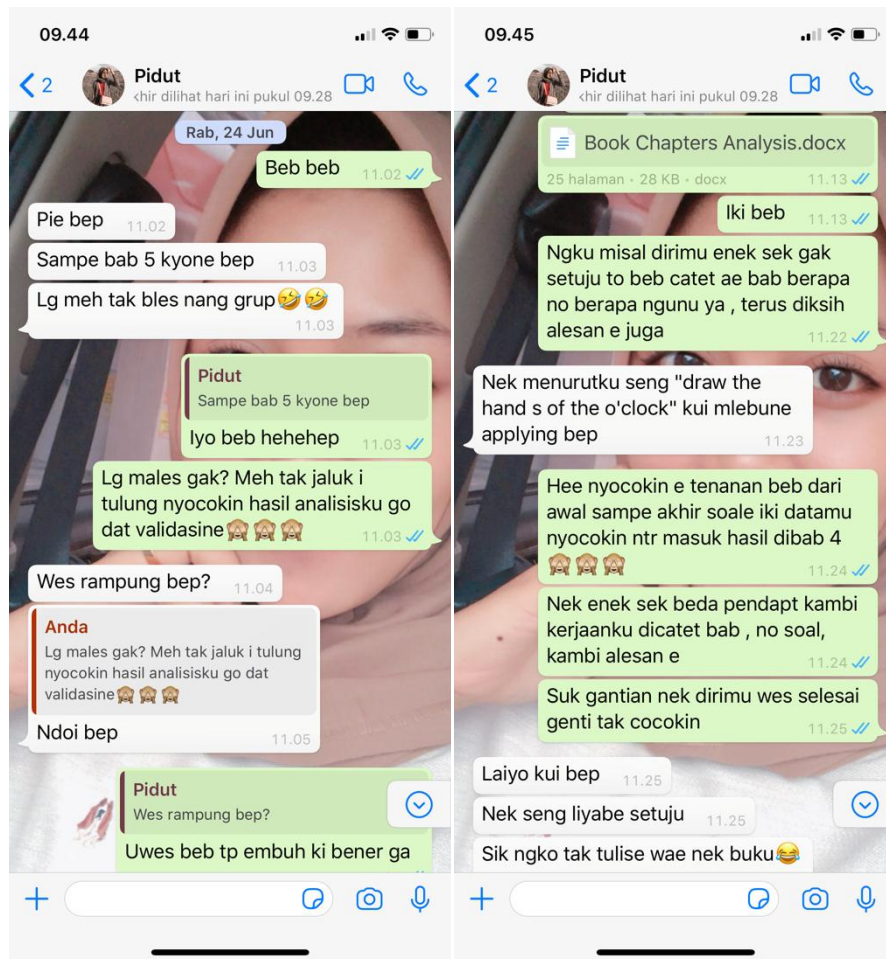 09.44
2
Pidut
‹hir dilihat hari ini pukul 09.28
Rab, 24 Jun
Beb beb 11.02
Pie bep 11.02
Sampe bab 5 kyone bep 11.03
Lg meh tak bles nang grup🤣🤣
11.03
Pidut
Sampe bab 5 kyone bep
Iyo beb hehehep 11.03
Lg males gak? Meh tak jaluk i
tulung nyocokin hasil analisisku go
dat validasine🙈🙈🙈 11.03
Wes rampung bep? 11.04
Anda
Lg males gak? Meh tak jaluk i tulung
nyocokin hasil analisisku go dat
validasine🙈🙈🙈
Ndoi bep 11.05
Pidut
Wes rampung bep?
Uwes beb tp embuh ki bener ga
09.45
2
Pidut
‹hir dilihat hari ini pukul 09.28
Book Chapters Analysis.docx
25 halaman • 28 KB • docx 11.13
Iki beb 11.13
Ngku misal dirimu enek sek gak
setuju to beb catet ae bab berapa
no berapa ngunu ya , terus diksih
alesan e juga 11.22
Nek menurutku seng "draw the
hand s of the o'clock" kui mlebune
applying bep 11.23
Hee nyocokin e tenanan beb dari
awal sampe akhir soale iki datamu
nyocokin ntr masuk hasil dibab 4
🙈🙈🙈 11.24
Nek enek sek beda pendapt kambi
kerjaanku dicatet bab , no soal,
kambi alesan e 11.24
Suk gantian nek dirimu wes selesai
genti tak cocokin 11.25
Laiyo kui bep 11.25
Nek seng liyabe setuju 11.25
Sik ngko tak tulise wae nek buku😂